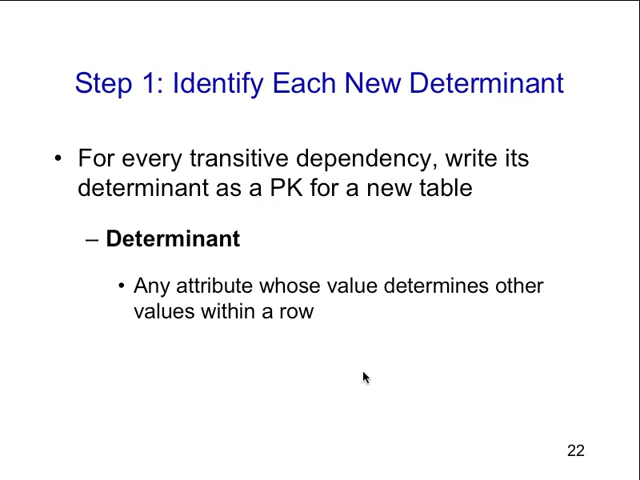 Step 1: Identify Each New Determinant
• For every transitive dependency, write its
determinant as a PK for a new table
– Determinant
• Any attribute whose value determines other
values within a row
22